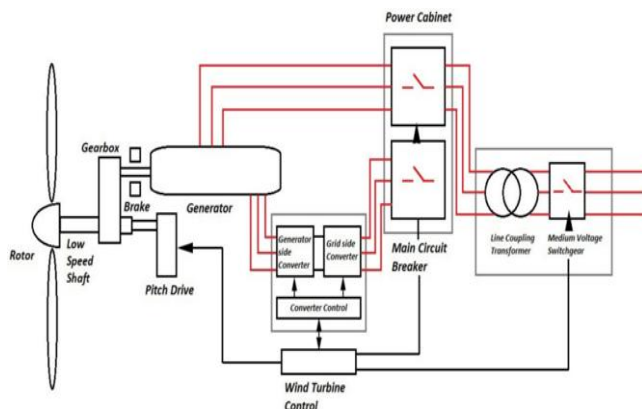 Power Cabinet
Gearbox
Brake
Generator
Rotor
Low
Speed
Shaft
Pitch Drive
Generator
side
Converter
Grid side
Converter
Converter Control
Main Circuit
Breaker
Line Coupling
Transformer
Medium Voltage
Switchgear
Wind Turbine
Control